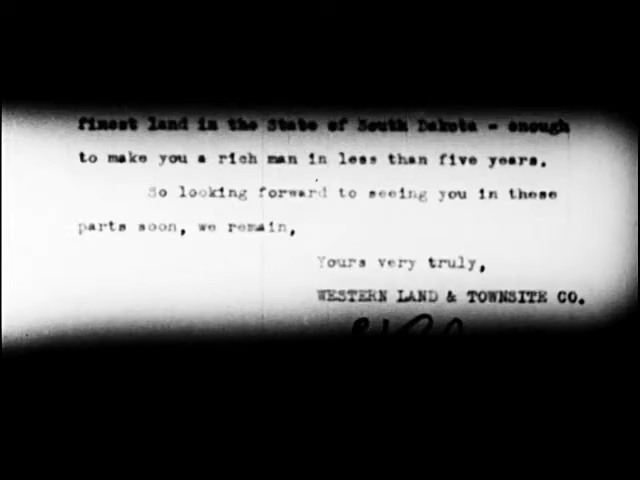 finest land in the State of South Dakota - enough
to make you a rich man in less than five years.
So looking forward to seeing you in these
parts soon, we remain,
Yours very truly,
WESTERN LAND & TOWNSITE CO.